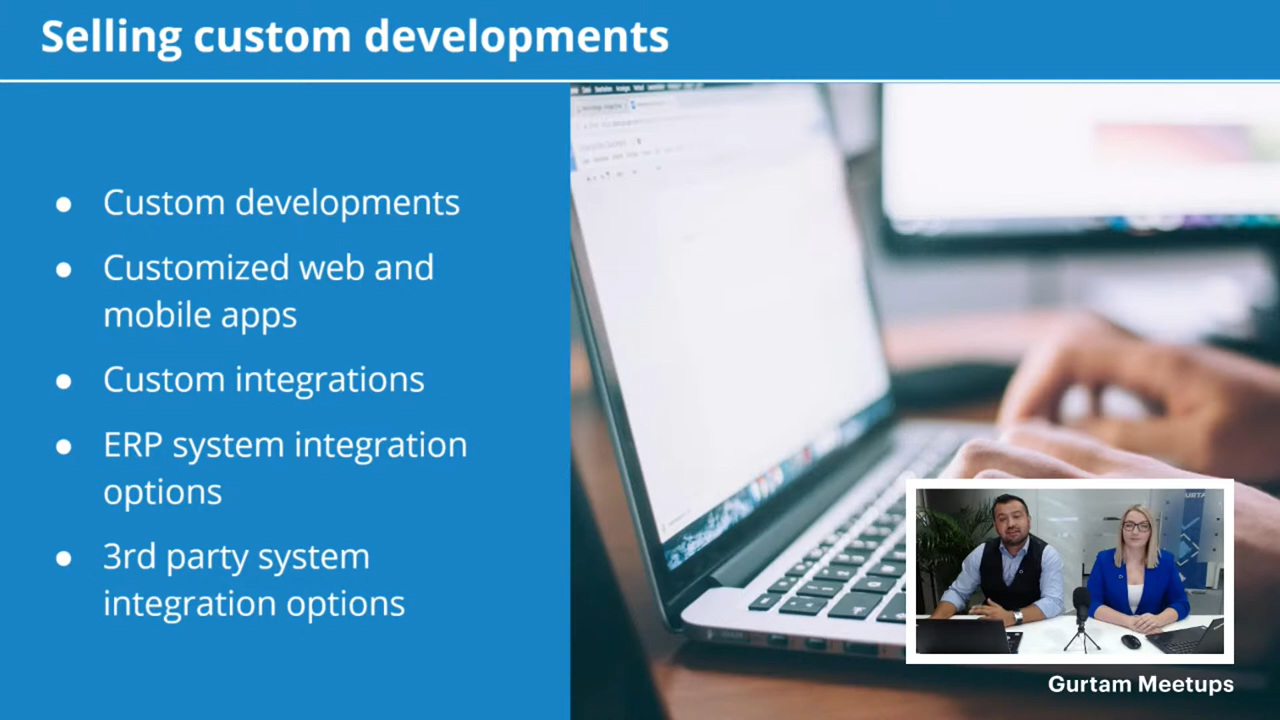 Selling custom developments
● Custom developments
● Customized web and
mobile apps
● Custom integrations
● ERP system integration
options
● 3rd party system
integration options
Gurtam Meetups